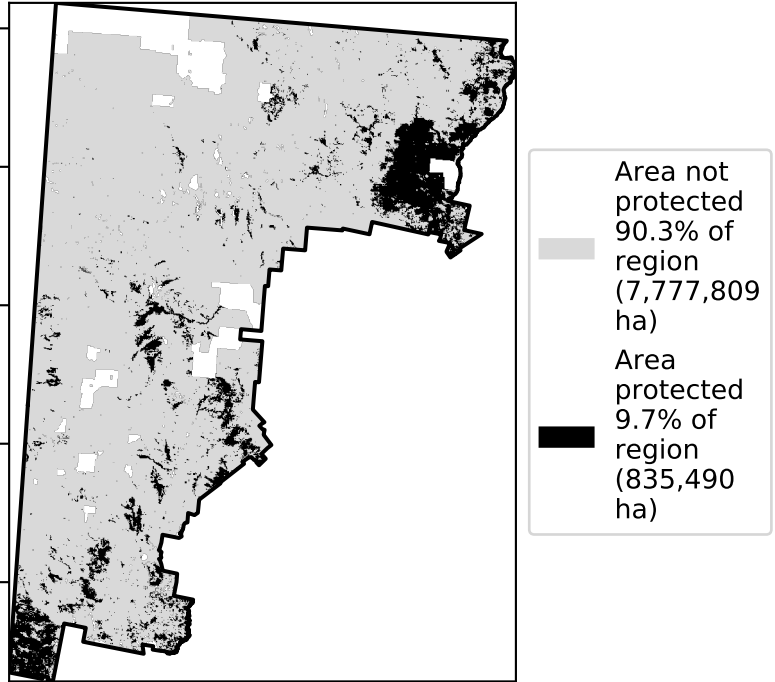 Area not
protected
90.3% of
region
(7,777,809
ha)
Area
protected
9.7% of
region
(835,490
ha)